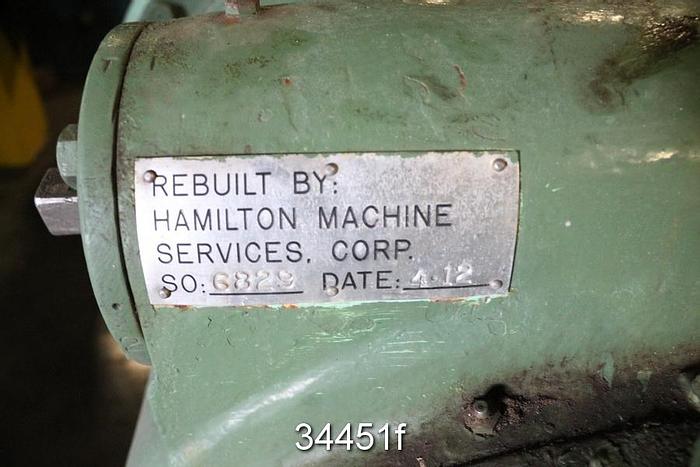 REBUILT BY:
HAMILTON MACHINE
SERVICES, CORP.
SO: 6829 DATE: 4-12
34451f